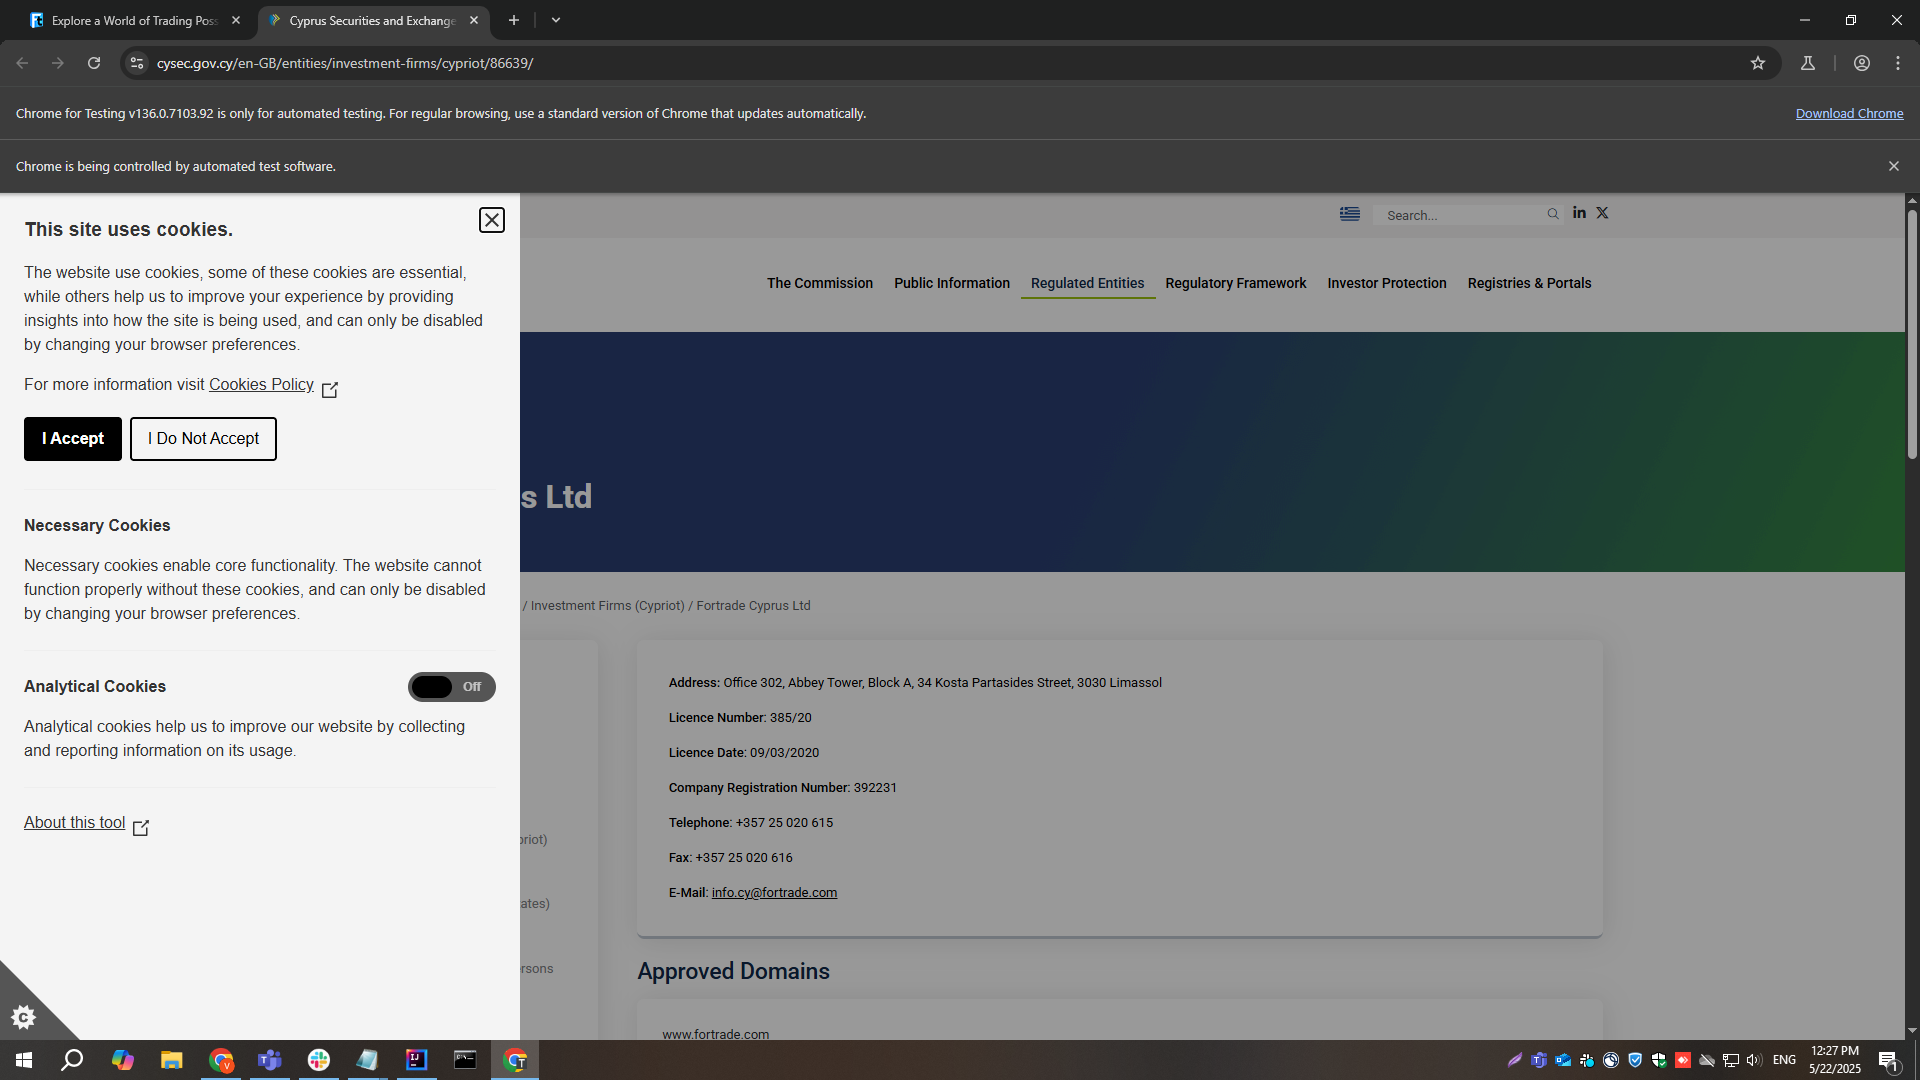 Explore a World of Trading Poss
Cyprus Securities and Exchange
cysec.gov.cy/en-GB/entities/investment-firms/cypriot/86639/
Chrome for Testing v136.0.7103.92 is only for automated testing. For regular browsing, use a standard version of Chrome that updates automatically.
Download Chrome
Chrome is being controlled by automated test software.
This site uses cookies.
The website use cookies, some of these cookies are essential,
while others help us to improve your experience by providing
insights into how the site is being used, and can only be disabled
by changing your browser preferences.
For more information visit Cookies Policy
I Accept
I Do Not Accept
Necessary Cookies
Necessary cookies enable core functionality. The website cannot
function properly without these cookies, and can only be disabled
by changing your browser preferences.
Analytical Cookies
Off
Analytical cookies help us to improve our website by collecting
and reporting information on its usage.
About this tool
Search...
The Commission
Public Information
Regulated Entities
Regulatory Framework
Investor Protection
Registries & Portals
s Ltd
/ Investment Firms (Cypriot) / Fortrade Cyprus Ltd
priot)
ates)
ersons
Address: Office 302, Abbey Tower, Block A, 34 Kosta Partasides Street, 3030 Limassol
Licence Number: 385/20
Licence Date: 09/03/2020
Company Registration Number: 392231
Telephone: +357 25 020 615
Fax: +357 25 020 616
E-Mail: info.cy@fortrade.com
Approved Domains
www.fortrade.com
ENG
12:27 PM
5/22/2025
1